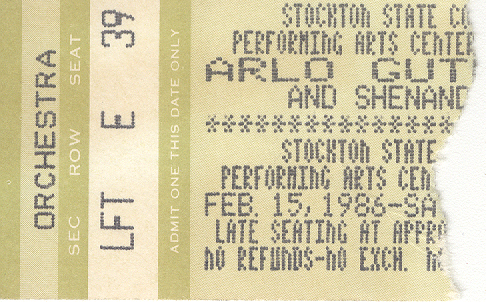 ORCHESTRA
SEC ROW SEAT
LFT E 39
ADMIT ONE THIS DATE ONLY
STOCKTON STATE CO
PERFORMING ARTS CENTER
ARLO GUT
AND SHENAND
********************
STOCKTON STATE
PERFORMING ARTS CEN
FEB 15, 1986-SA
LATE SEATING AT APPRO
NO REFUNDS-NO EXCH.